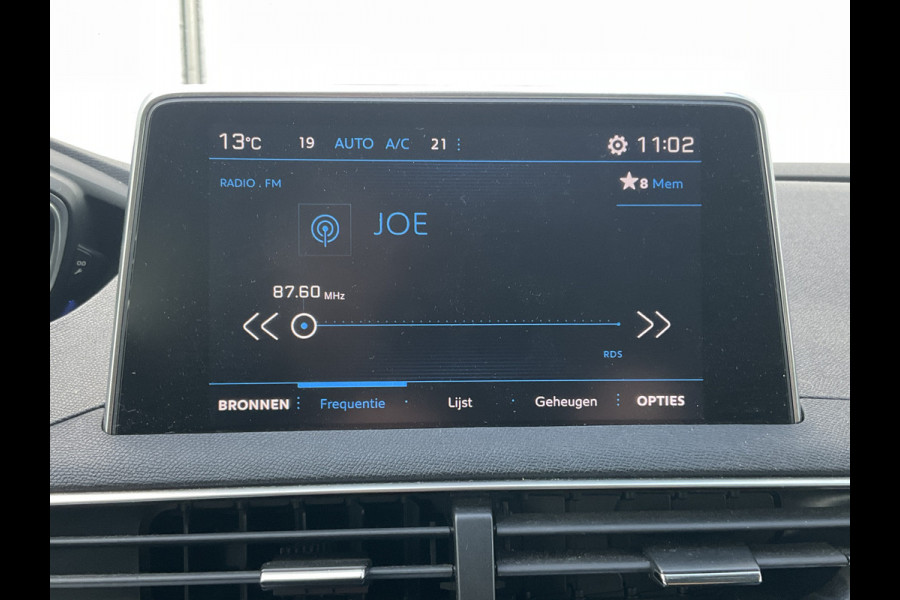 13°C 19 AUTO A/C 21 11:02
RADIO . FM 8 Mem
JOE
87.60 MHz
RDS
BRONNEN Frequentie Lijst Geheugen OPTIES